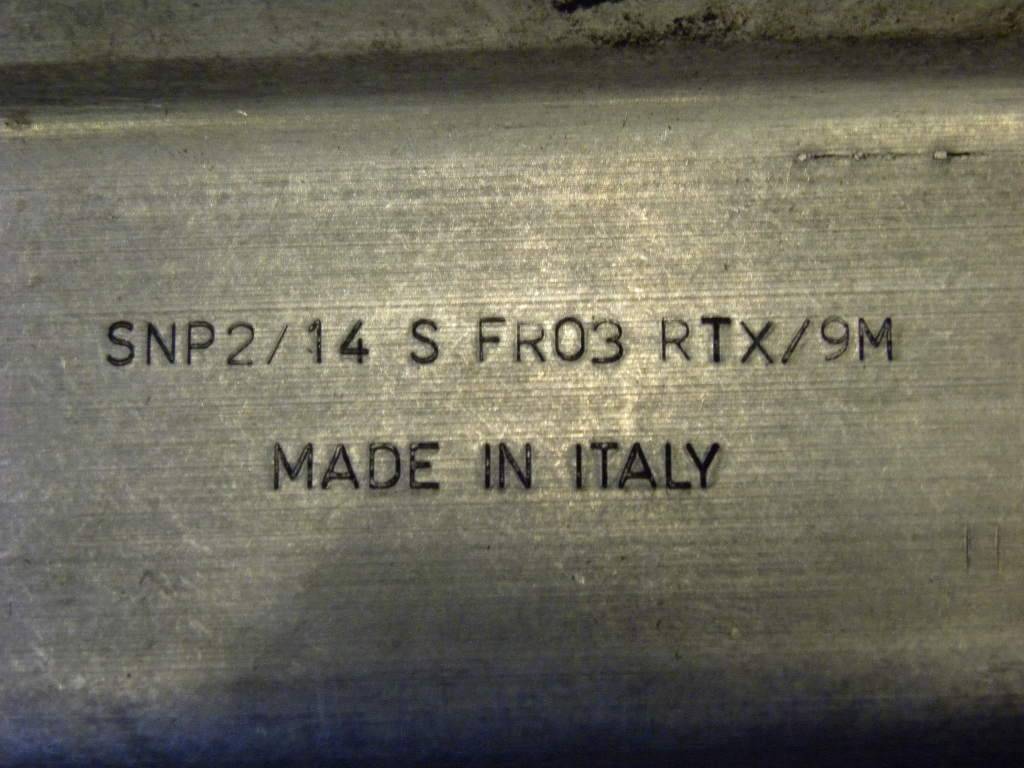 SNP2/14 S FR03 RTX/9M
MADE IN ITALY